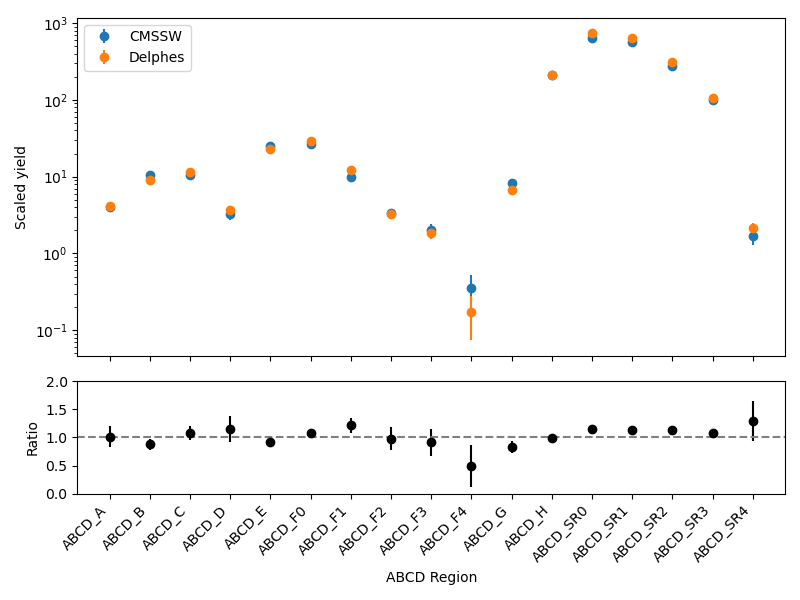 10³
10²
10¹
10⁰
10⁻¹
Scaled yield
CMSSW
Delphes
2.0
1.5
1.0
0.5
0.0
Ratio
ABCD_A
ABCD_B
ABCD_C
ABCD_D
ABCD_E
ABCD_F0
ABCD_F1
ABCD_F2
ABCD_F3
ABCD_F4
ABCD_G
ABCD_H
ABCD_SR0
ABCD_SR1
ABCD_SR2
ABCD_SR3
ABCD_SR4
ABCD Region